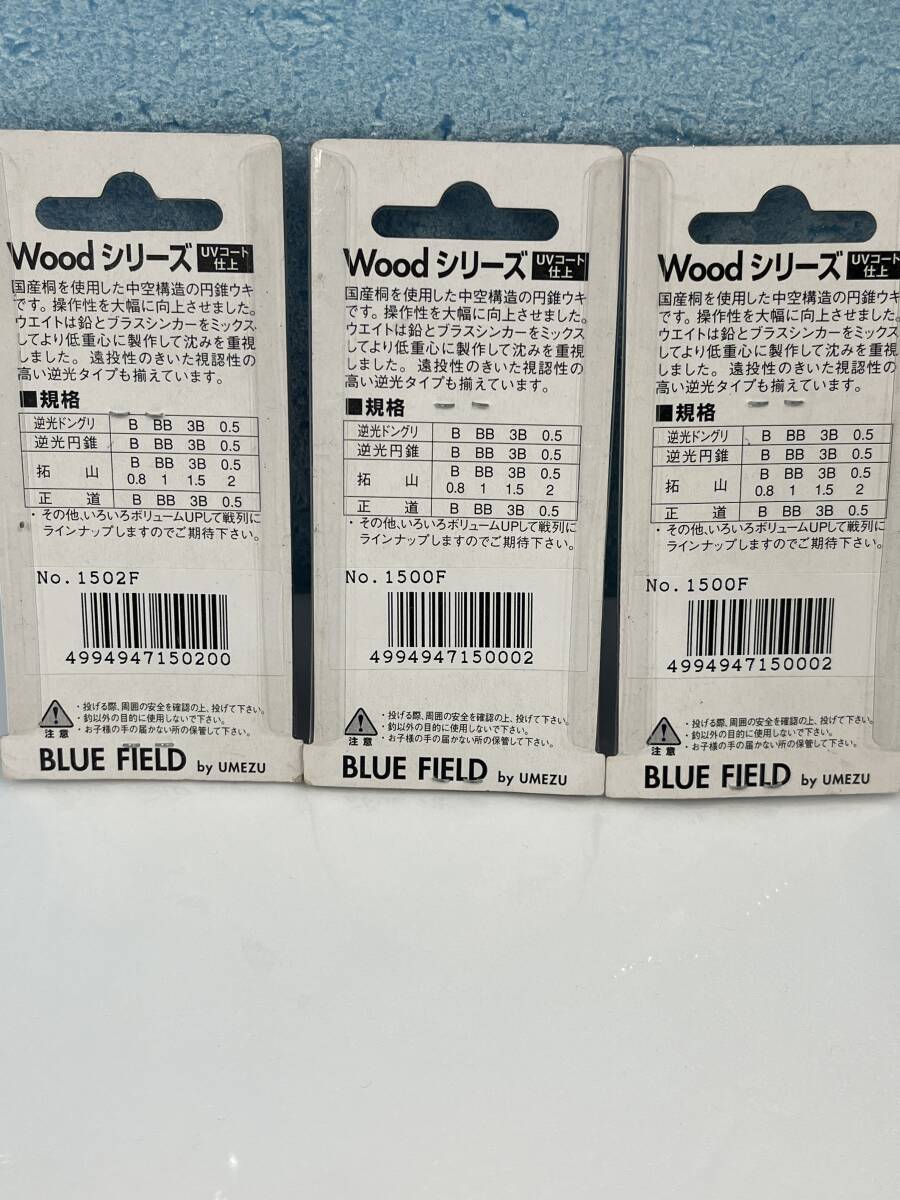 Wood シリーズ UVコート仕上
国産桐を使用した中空構造の円錐ウキ
です。操作性を大幅に向上させました。
ウエイトは鉛とブラスシンカーをミックス
してより低重心に製作して沈みを重視
しました。遠投性のきいた視認性の
高い逆光タイプも揃えています。
規格
逆光ドングリ B BB 3B 0.5
逆光円錐 B BB 3B 0.5
拓山 B BB 3B 0.5
0.8 1 1.5 2
正道 B BB 3B 0.5
・その他、いろいろボリュームUPして戦列に
ラインナップしますのでご期待下さい。
No.1502F
4994947150200
注意
・投げる際、周囲の安全を確認の上、投げて下さい。
・釣以外の目的に使用しないで下さい。
・お子様の手の届かない所の保管して下さい。
BLUE FIELD by UMEZU
Wood シリーズ UVコート仕上
国産桐を使用した中空構造の円錐ウキ
です。操作性を大幅に向上させました。
ウエイトは鉛とブラスシンカーをミックス
してより低重心に製作して沈みを重視
しました。遠投性のきいた視認性の
高い逆光タイプも揃えています。
規格
逆光ドングリ B BB 3B 0.5
逆光円錐 B BB 3B 0.5
拓山 B BB 3B 0.5
0.8 1 1.5 2
正道 B BB 3B 0.5
・その他、いろいろボリュームUPして戦列に
ラインナップしますのでご期待下さい。
No.1500F
4994947150002
注意
・投げる際、周囲の安全を確認の上、投げて下さい。
・釣以外の目的に使用しないで下さい。
・お子様の手の届かない所の保管して下さい。
BLUE FIELD by UMEZU
Wood シリーズ UVコート仕上
国産桐を使用した中空構造の円錐ウキ
です。操作性を大幅に向上させました。
ウエイトは鉛とブラスシンカーをミックス
してより低重心に製作して沈みを重視
しました。遠投性のきいた視認性の
高い逆光タイプも揃えています。
規格
逆光ドングリ B BB 3B 0.5
逆光円錐 B BB 3B 0.5
拓山 B BB 3B 0.5
0.8 1 1.5 2
正道 B BB 3B 0.5
・その他、いろいろボリュームUPして戦列に
ラインナップしますのでご期待下さい。
No.1500F
4994947150002
注意
・投げる際、周囲の安全を確認の上、投げて下さい。
・釣以外の目的に使用しないで下さい。
・お子様の手の届かない所の保管して下さい。
BLUE FIELD by UMEZU